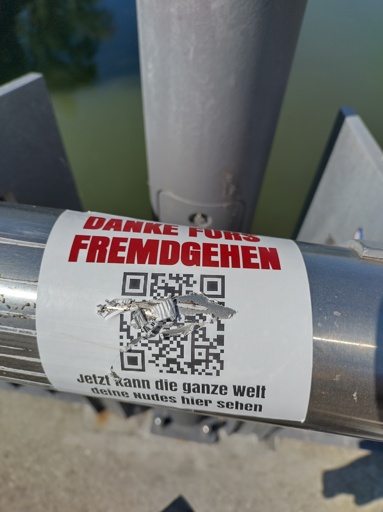 DANKE FÜRS
FREMDGEHEN
Jetzt kann die ganze Welt
deine Nudes hier sehen